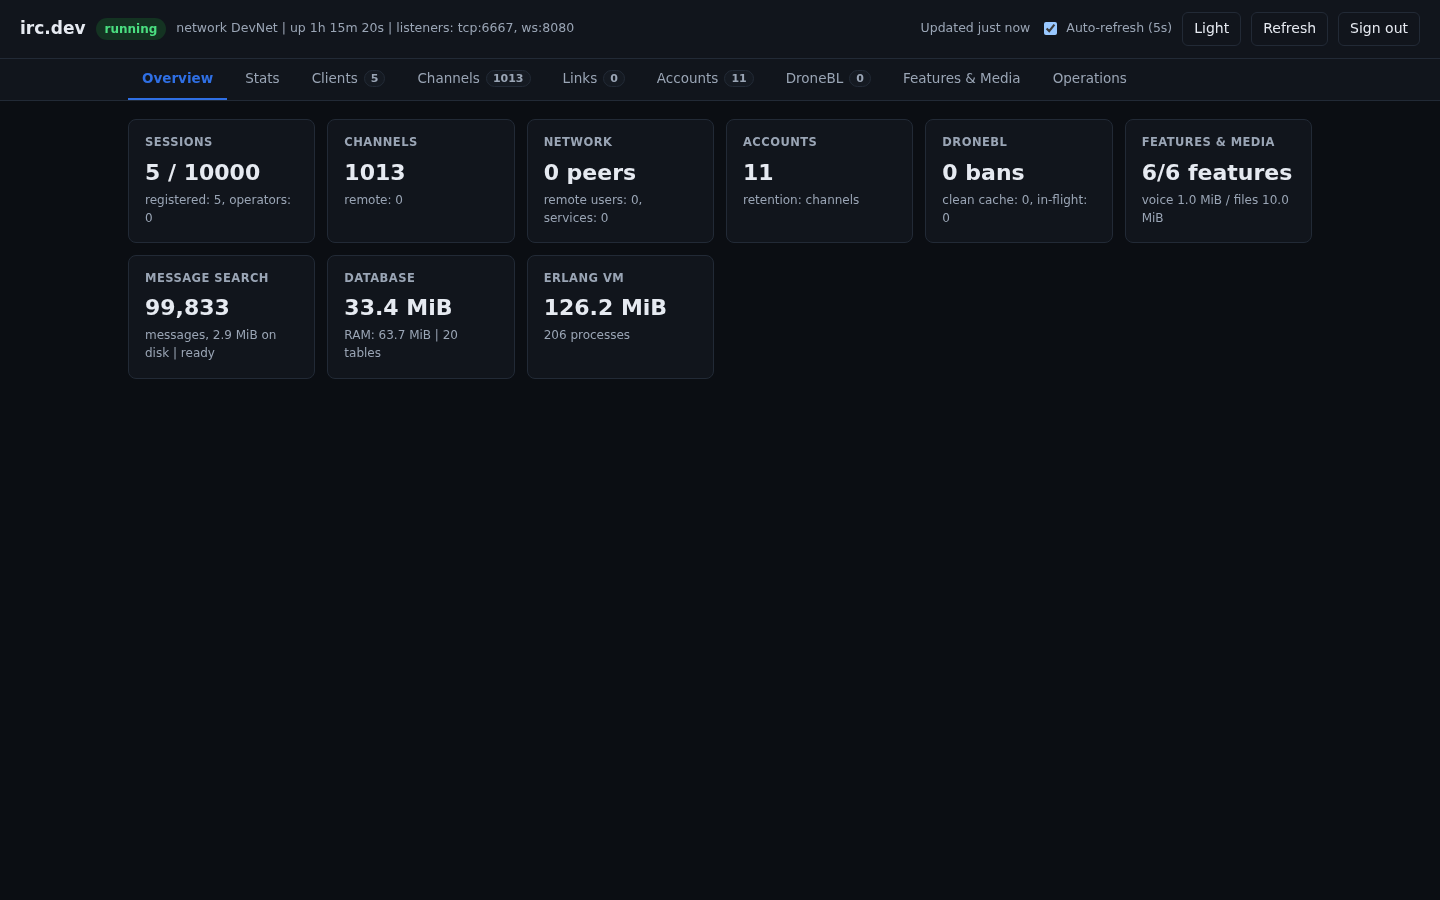 irc.dev running network DevNet | up 1h 15m 20s | listeners: tcp:6667, ws:8080 Updated just now Auto-refresh (5s) Light Refresh Sign out
Overview Stats Clients 5 Channels 1013 Links 0 Accounts 11 DroneBL 0 Features & Media Operations
SESSIONS
5 / 10000
registered: 5, operators:
0
CHANNELS
1013
remote: 0
NETWORK
0 peers
remote users: 0,
services: 0
ACCOUNTS
11
retention: channels
DRONEBL
0 bans
clean cache: 0, in-flight:
0
FEATURES & MEDIA
6/6 features
voice 1.0 MiB / files 10.0
MiB
MESSAGE SEARCH
99,833
messages, 2.9 MiB on
disk | ready
DATABASE
33.4 MiB
RAM: 63.7 MiB | 20
tables
ERLANG VM
126.2 MiB
206 processes